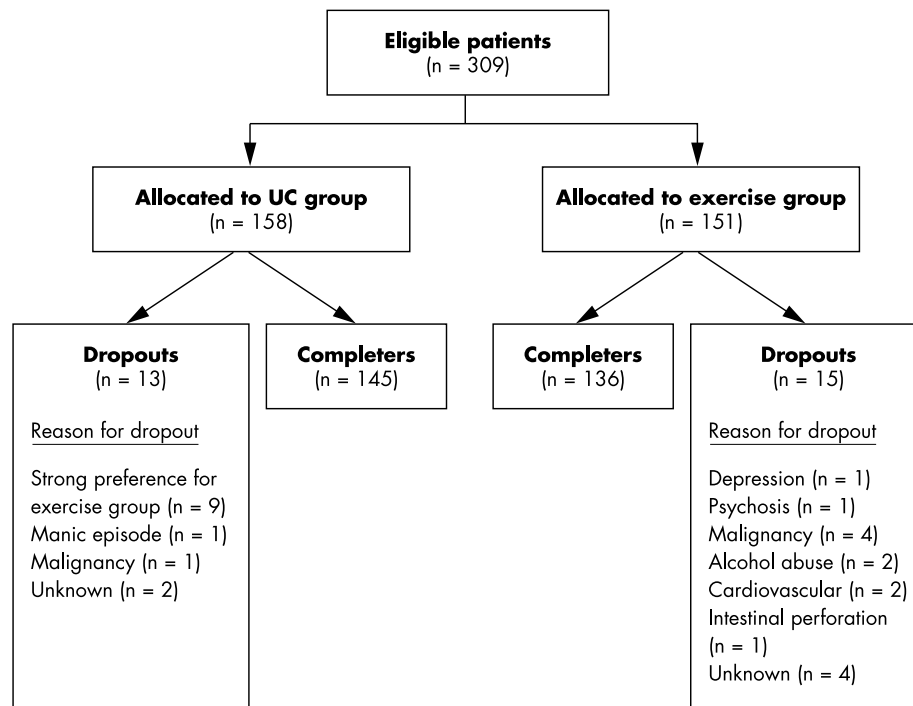 Eligible patients
(n = 309)
Allocated to UC group
(n = 158)
Allocated to exercise group
(n = 151)
Dropouts
(n = 13)
Reason for dropout
Strong preference for
exercise group (n = 9)
Manic episode (n = 1)
Malignancy (n = 1)
Unknown (n = 2)
Completers
(n = 145)
Completers
(n = 136)
Dropouts
(n = 15)
Reason for dropout
Depression (n = 1)
Psychosis (n = 1)
Malignancy (n = 4)
Alcohol abuse (n = 2)
Cardiovascular (n = 2)
Intestinal perforation
(n = 1)
Unknown (n = 4)